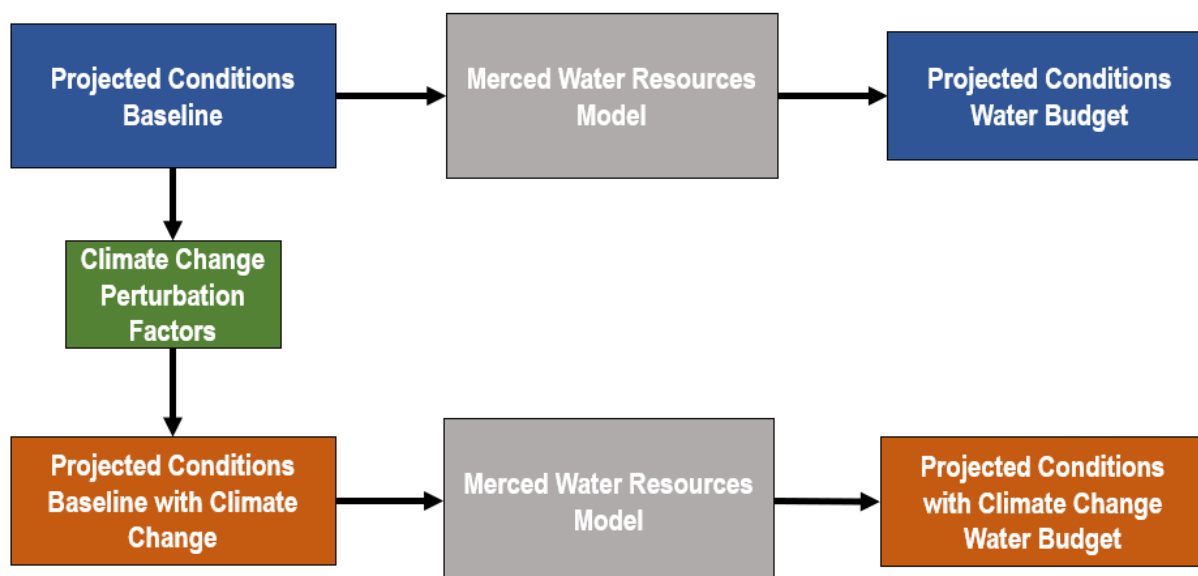 Projected Conditions
Baseline
Merced Water Resources
Model
Projected Conditions
Water Budget
Climate Change
Perturbation
Factors
Projected Conditions
Baseline with Climate
Change
Merced Water Resources
Model
Projected Conditions
with Climate Change
Water Budget